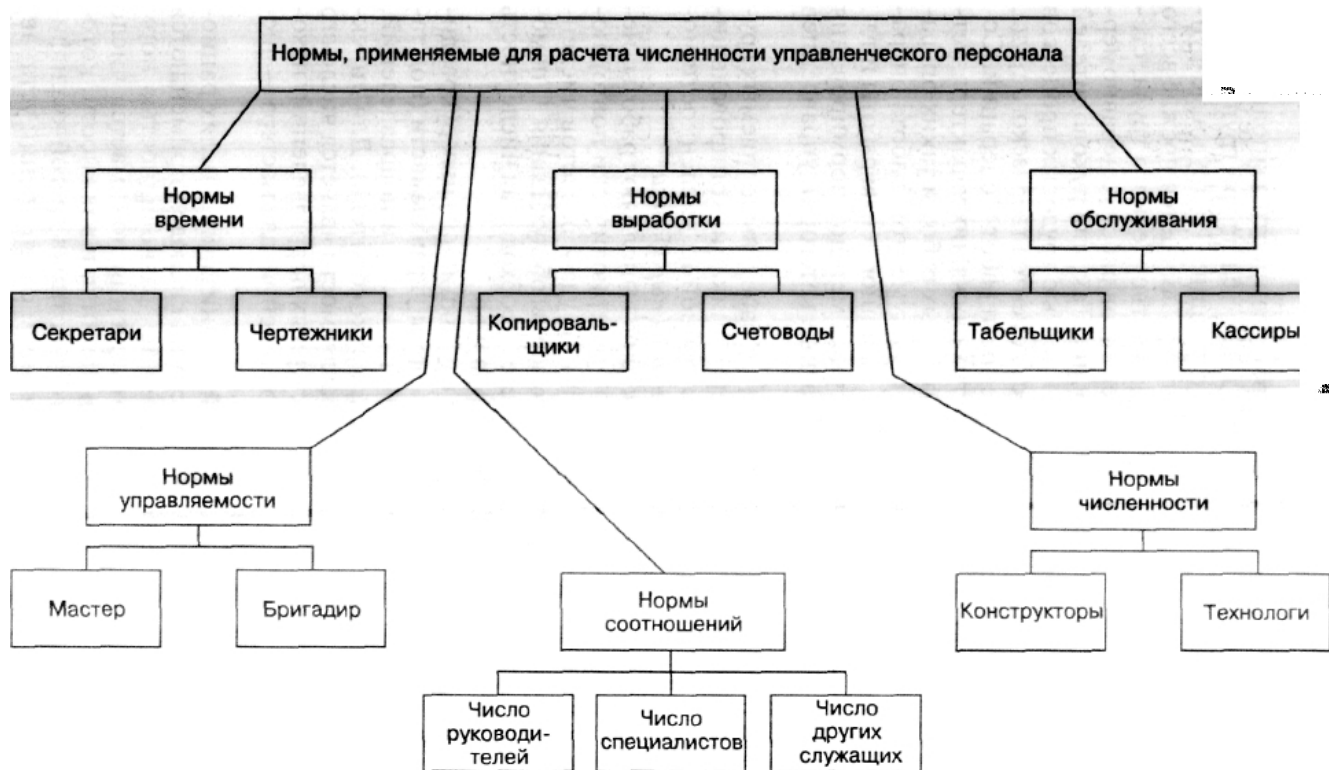 Нормы, применяемые для расчета численности управленческого персонала
Нормы
времени
Нормы
выработки
Нормы
обслуживания
Секретари
Чертежники
Копироваль-
щики
Счетоводы
Табельщики
Кассиры
Нормы
управляемости
Нормы
численности
Мастер
Бригадир
Нормы
соотношений
Конструкторы
Технологи
Число
руководи-
телей
Число
специалистов
Число
других
служащих